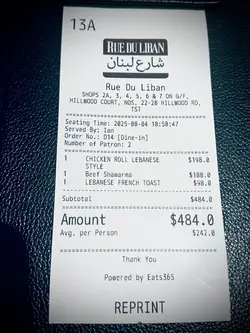 13A
RUE DU LIBAN
شارع لبنان
Rue Du Liban
SHOPS 2A, 3, 4, 5, 6 & 7 ON G/F,
HILLWOOD COURT, NOS. 22-28 HILLWOOD RD,
TST
Seating Time: 2025-08-04 18:58:47
Served By: Ian
Order No.: D14 [Dine-in]
Number of Patron: 2
1 CHICKEN ROLL LEBANESE $198.0
STYLE
1 Beef Shawarma $188.0
1 LEBANESE FRENCH TOAST $98.0
Subtotal $484.0
Amount $484.0
Avg. per Person $242.0
Thank You
Powered by Eats365
REPRINT